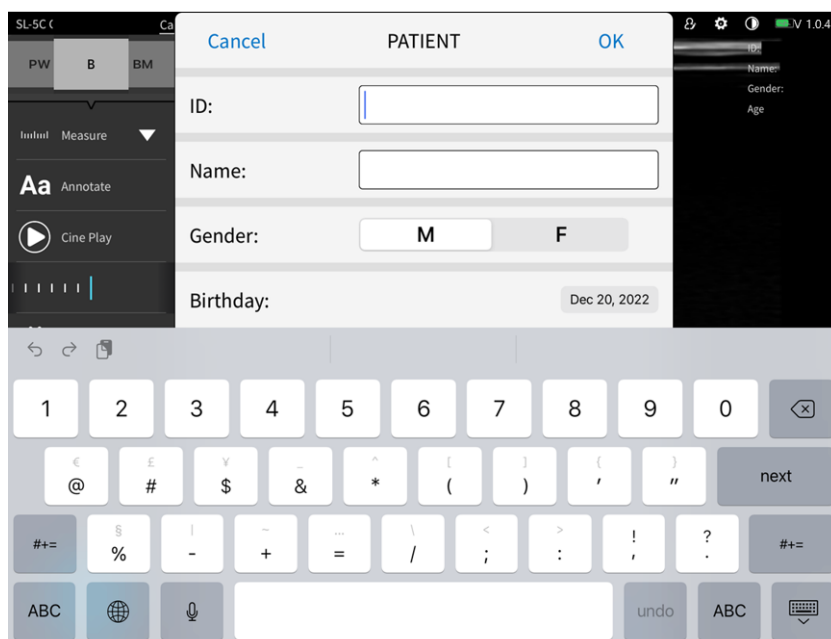 SL-5C (
Ca
V 1.0.4
Cancel PATIENT OK
PW B BM
ID:
Name:
Gender:
Age
Measure
Aa Annotate
Cine Play
ID:
Name:
Gender: M F
Birthday: Dec 20, 2022
1 2 3 4 5 6 7 8 9 0
€ £ ¥ _ ^ [ ] { }
@ # $ & * ( ) ' "
next
§ | ~ … \ < > ! ?
#+= % - + = / ; : , . #+=
ABC undo ABC